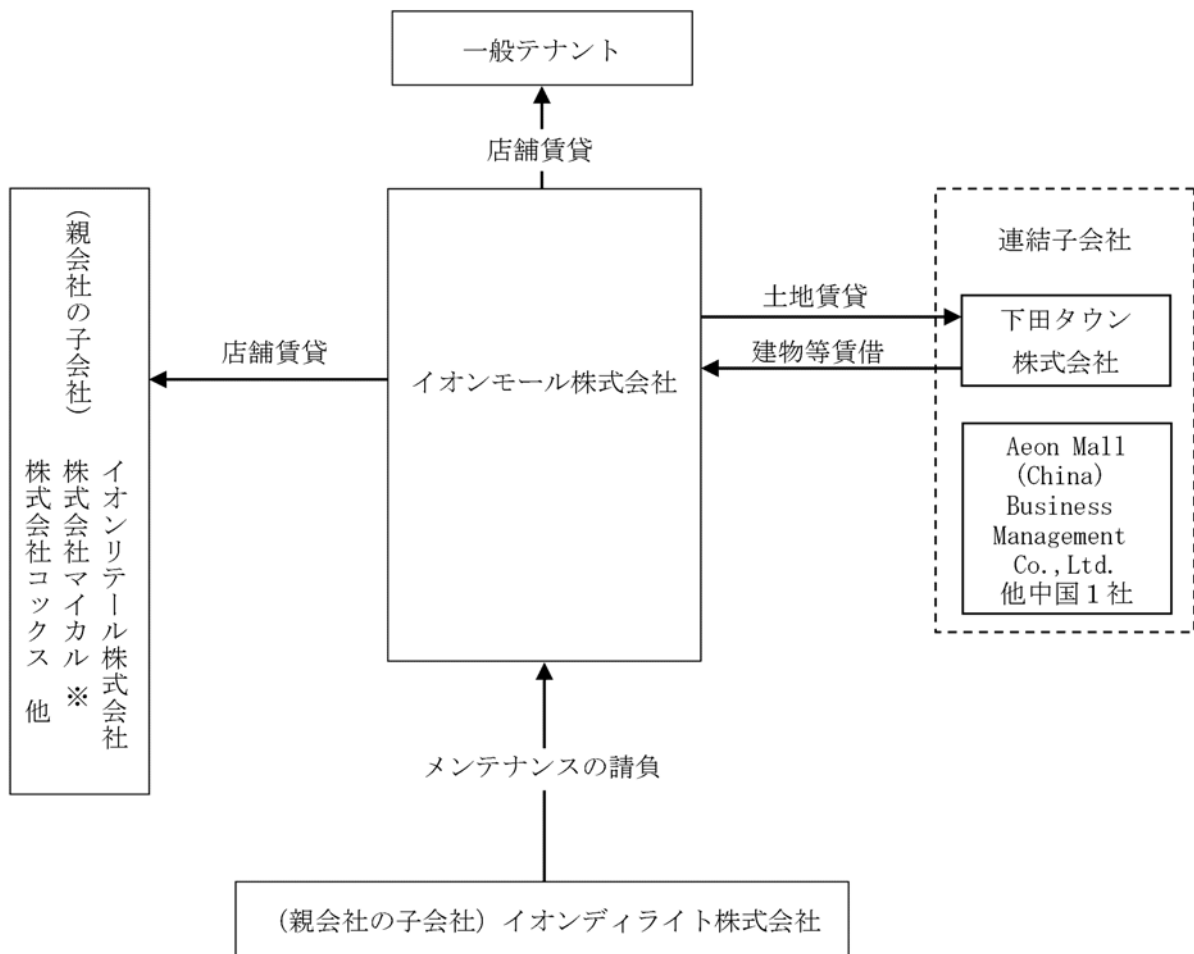 一般テナント
店舗賃貸
(親会社の子会社)
イオンリテール株式会社
株式会社マイカル ※
株式会社コックス 他
店舗賃貸
イオンモール株式会社
土地賃貸
建物等賃借
連結子会社
下田タウン
株式会社
Aeon Mall
(China)
Business
Management
Co.,Ltd.
他中国１社
メンテナンスの請負
(親会社の子会社) イオンディライト株式会社